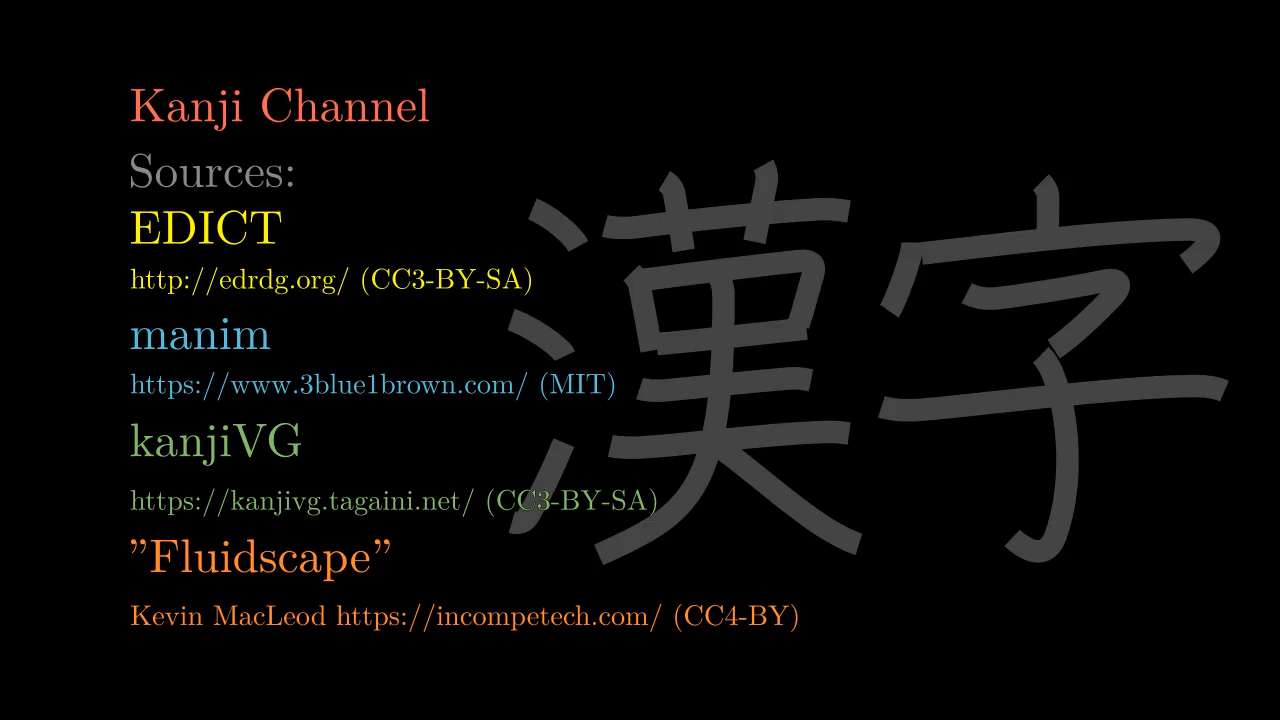 Kanji Channel
Sources:
EDICT
http://edrdg.org/ (CC3-BY-SA)
manim
https://www.3blue1brown.com/ (MIT)
kanjiVG
https://kanjivg.tagaini.net/ (CC3-BY-SA)
”Fluidscape”
Kevin MacLeod https://incompetech.com/ (CC4-BY)
漢字